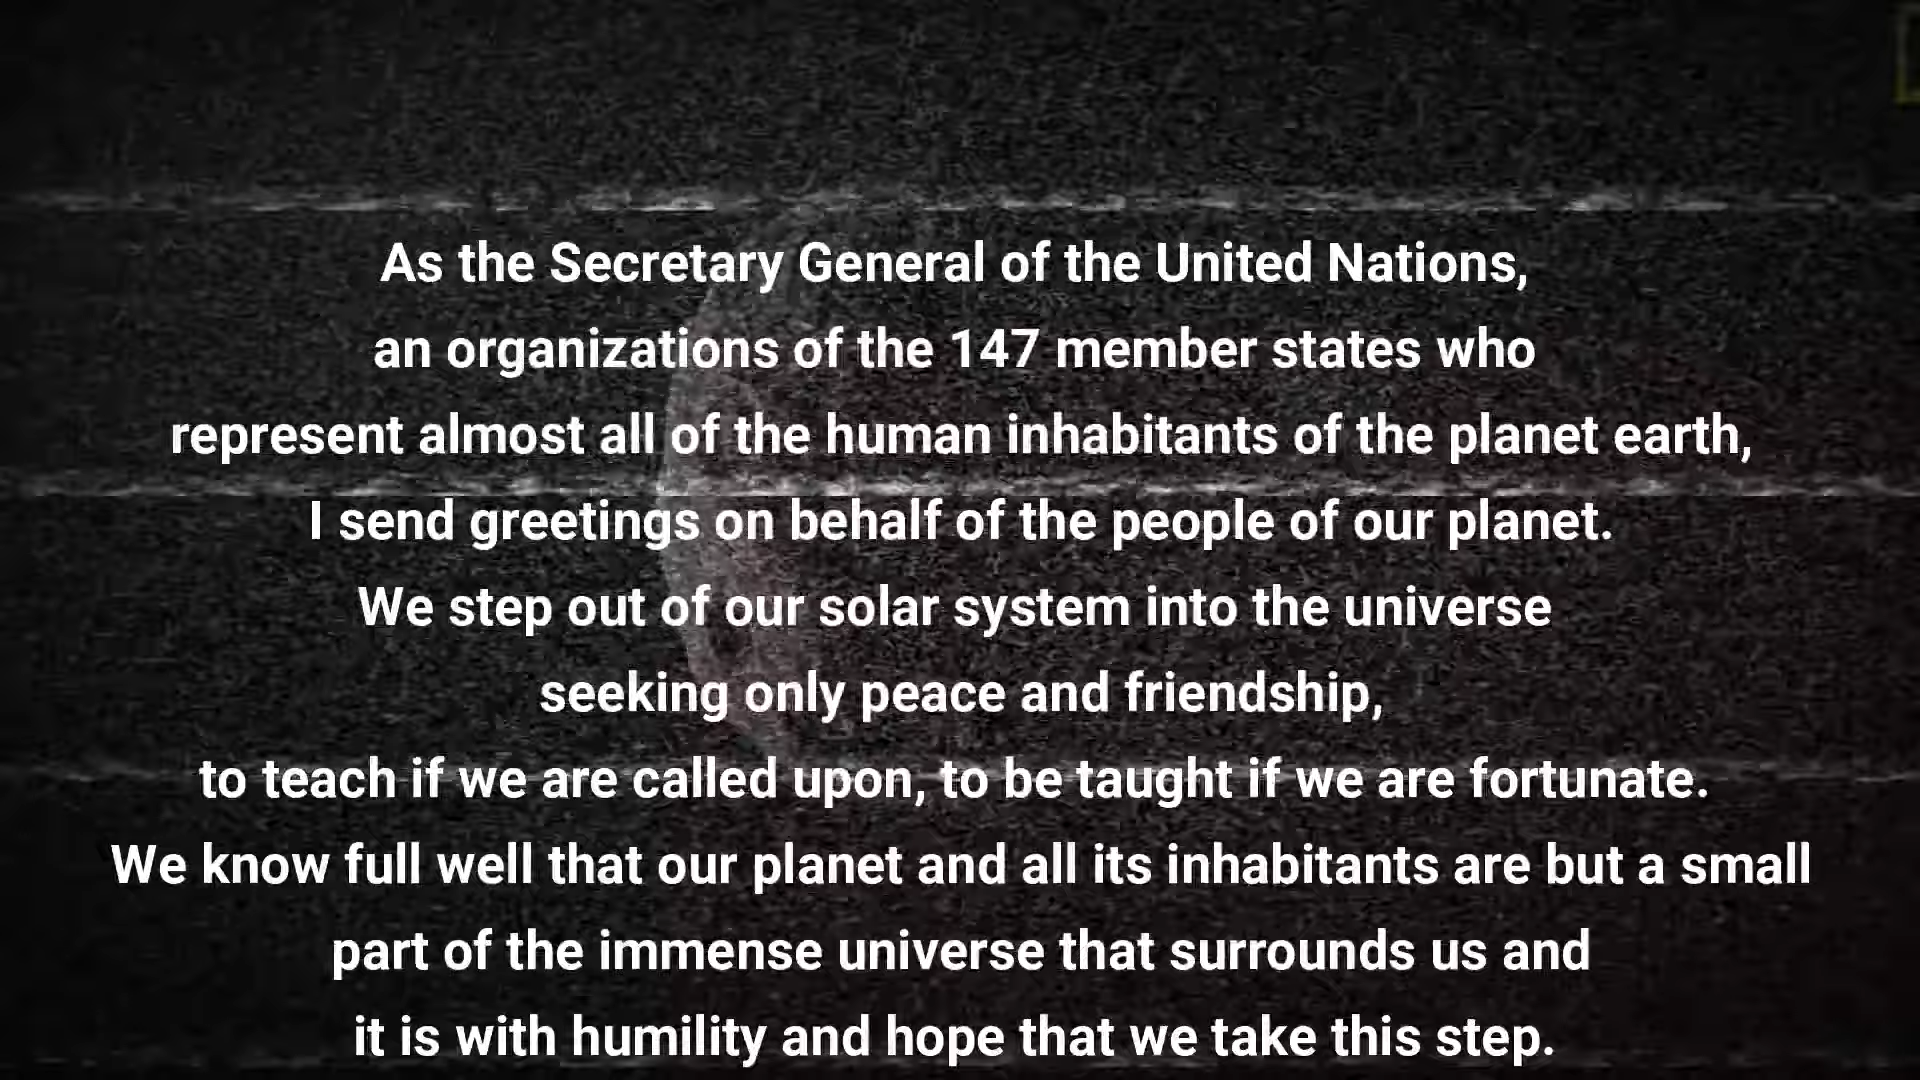 As the Secretary General of the United Nations,
an organizations of the 147 member states who
represent almost all of the human inhabitants of the planet earth,
I send greetings on behalf of the people of our planet.
We step out of our solar system into the universe
seeking only peace and friendship,
to teach if we are called upon, to be taught if we are fortunate.
We know full well that our planet and all its inhabitants are but a small
part of the immense universe that surrounds us and
it is with humility and hope that we take this step.